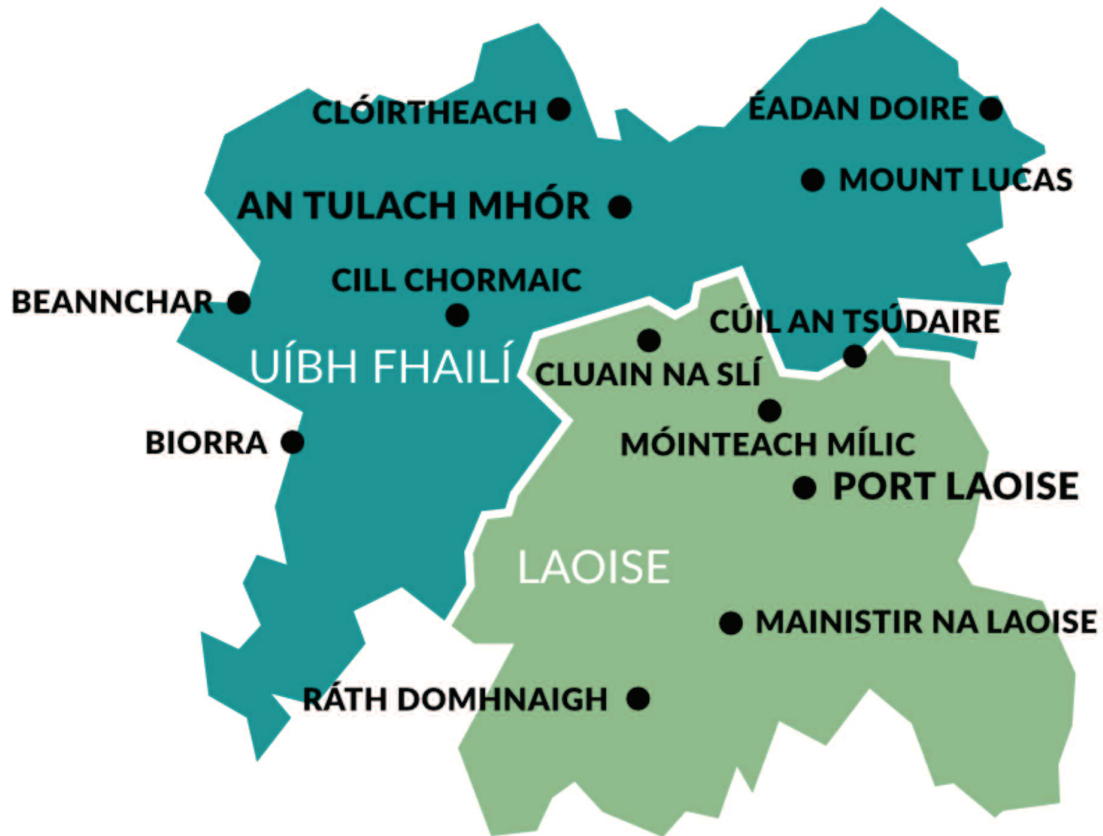 CLÓIRTHEACH
ÉADAN DOIRE
MOUNT LUCAS
AN TULACH MHÓR
CILL CHORMAIC
BEANNCHAR
CÚIL AN TSÚDAIRE
UÍBH FHAILÍ
CLUAIN NA SLÍ
BIORRA
MÓINTEACH MÍLIC
PORT LAOISE
LAOISE
MAINISTIR NA LAOISE
RÁTH DOMHNAIGH